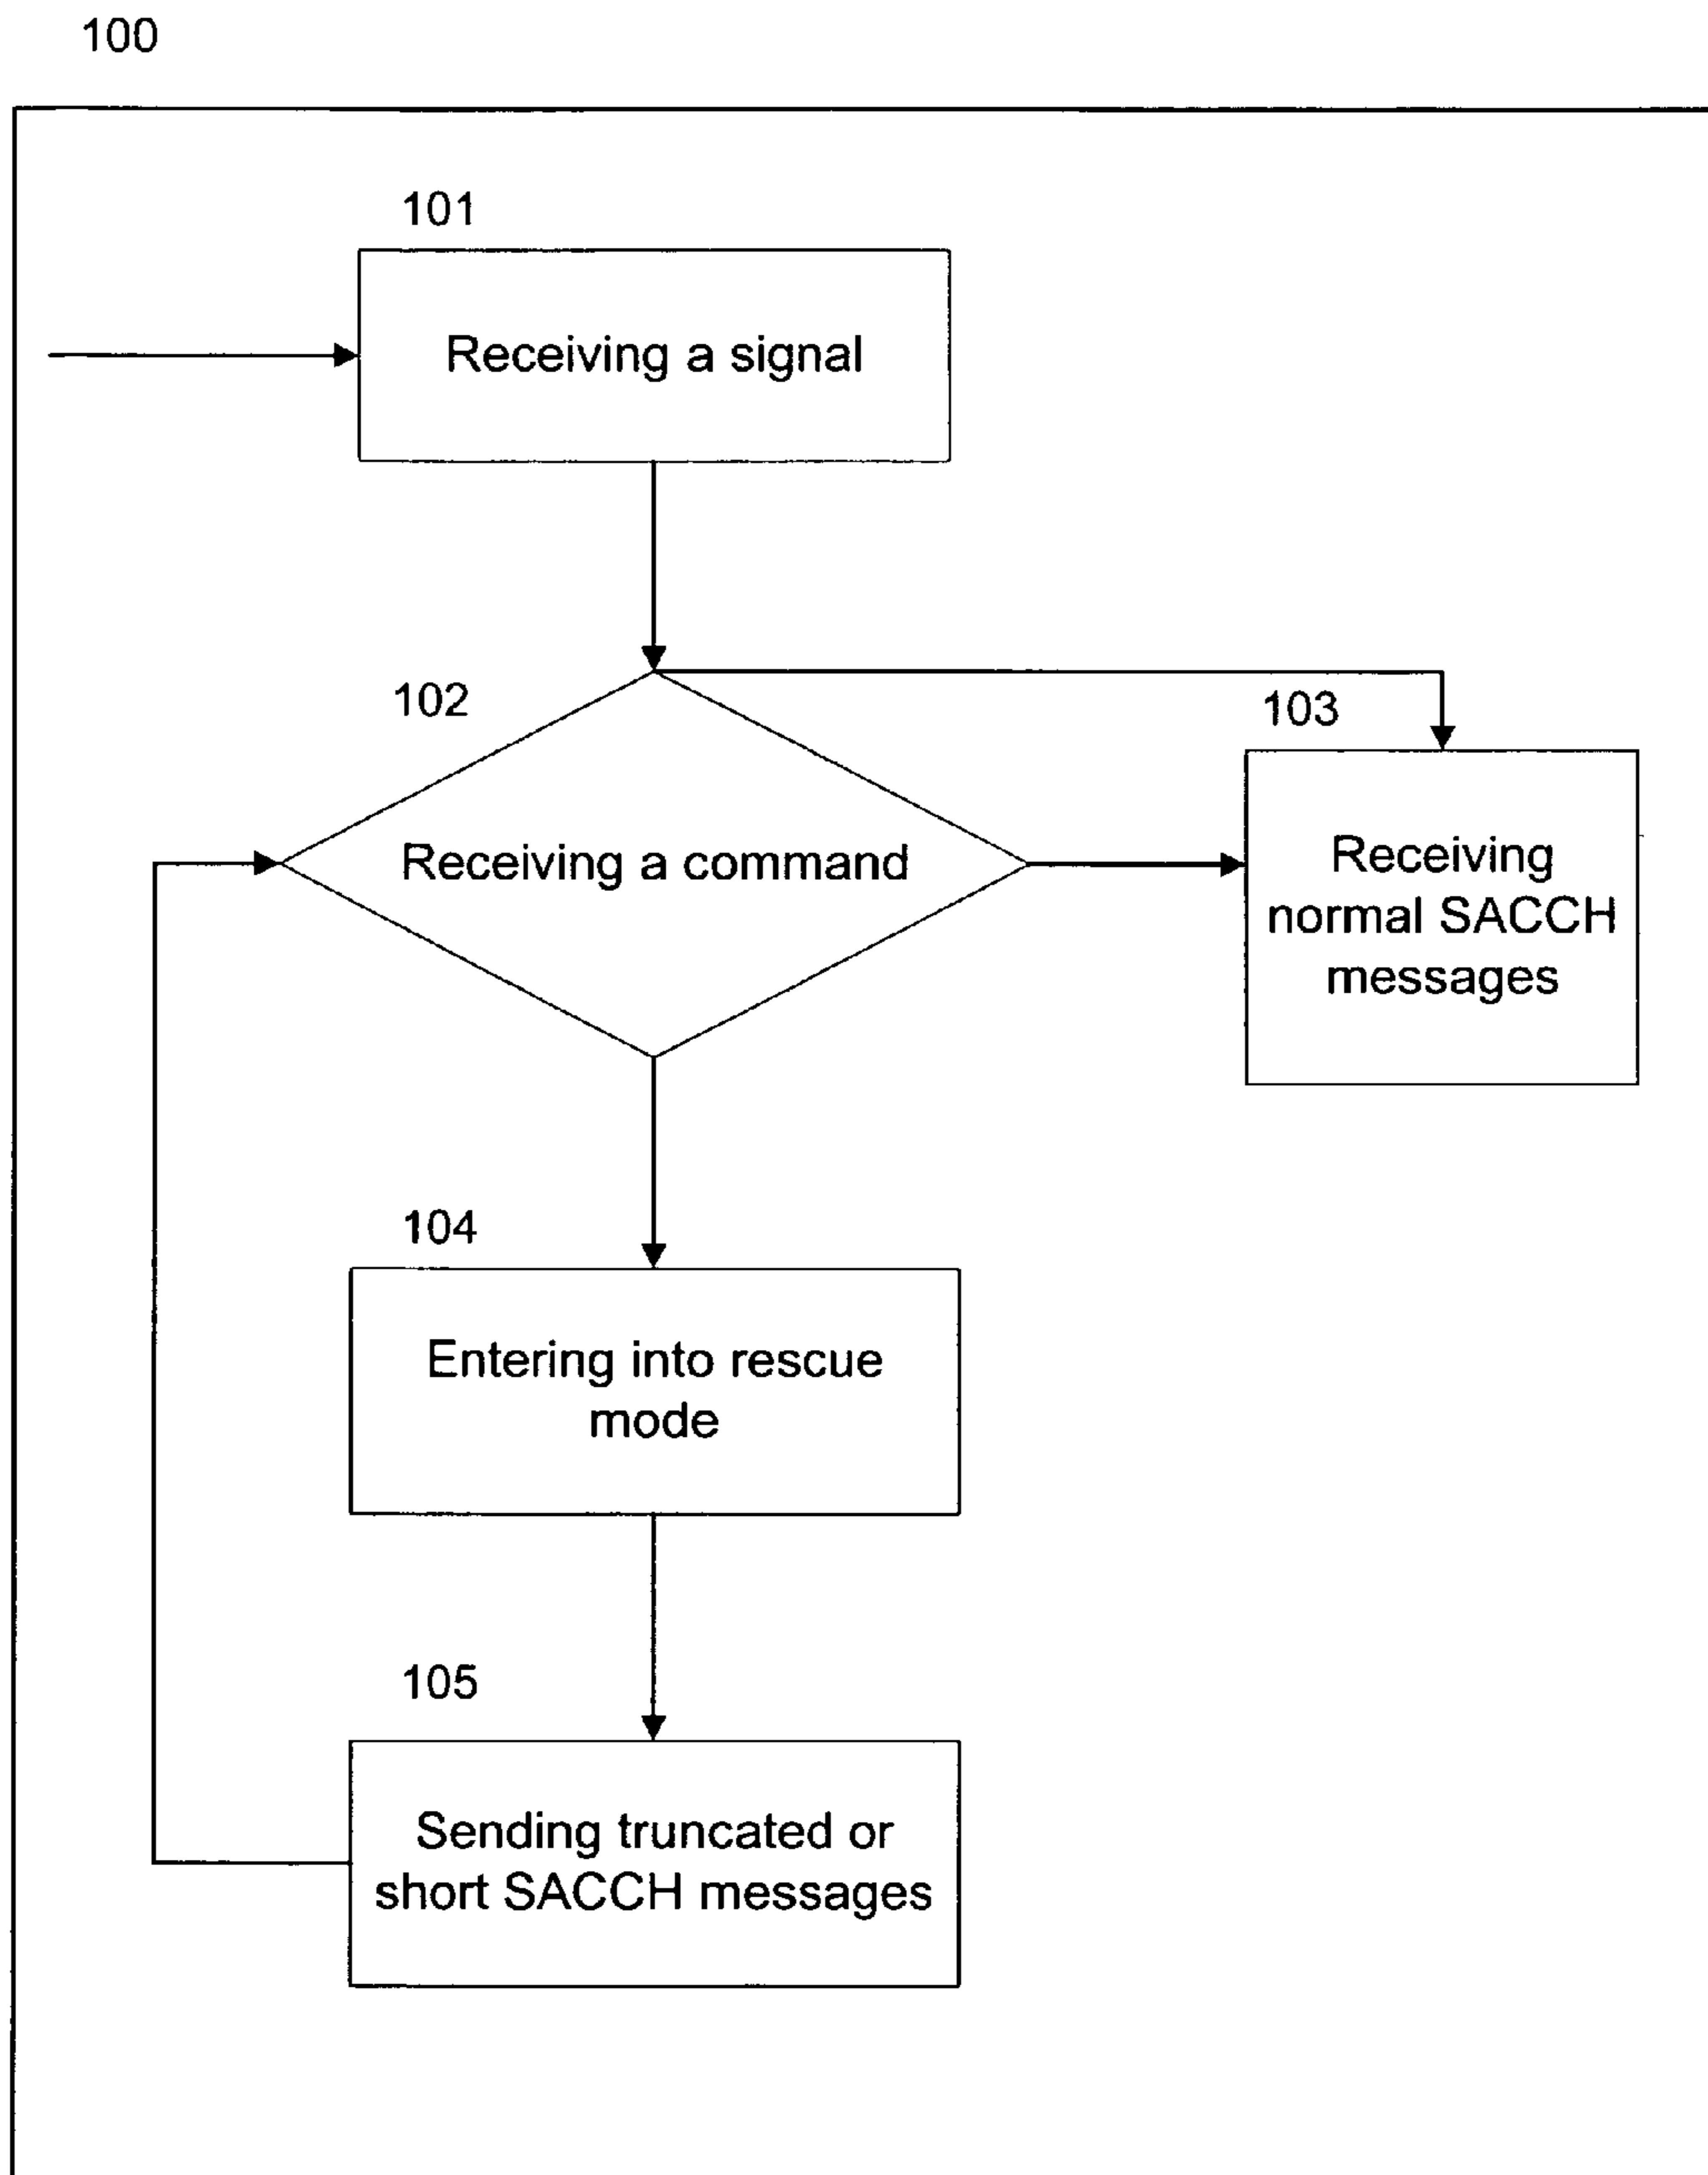 100
101
Receiving a signal
102
103
Receiving a command
Receiving
normal SACCH
messages
104
Entering into rescue
mode
105
Sending truncated or
short SACCH messages